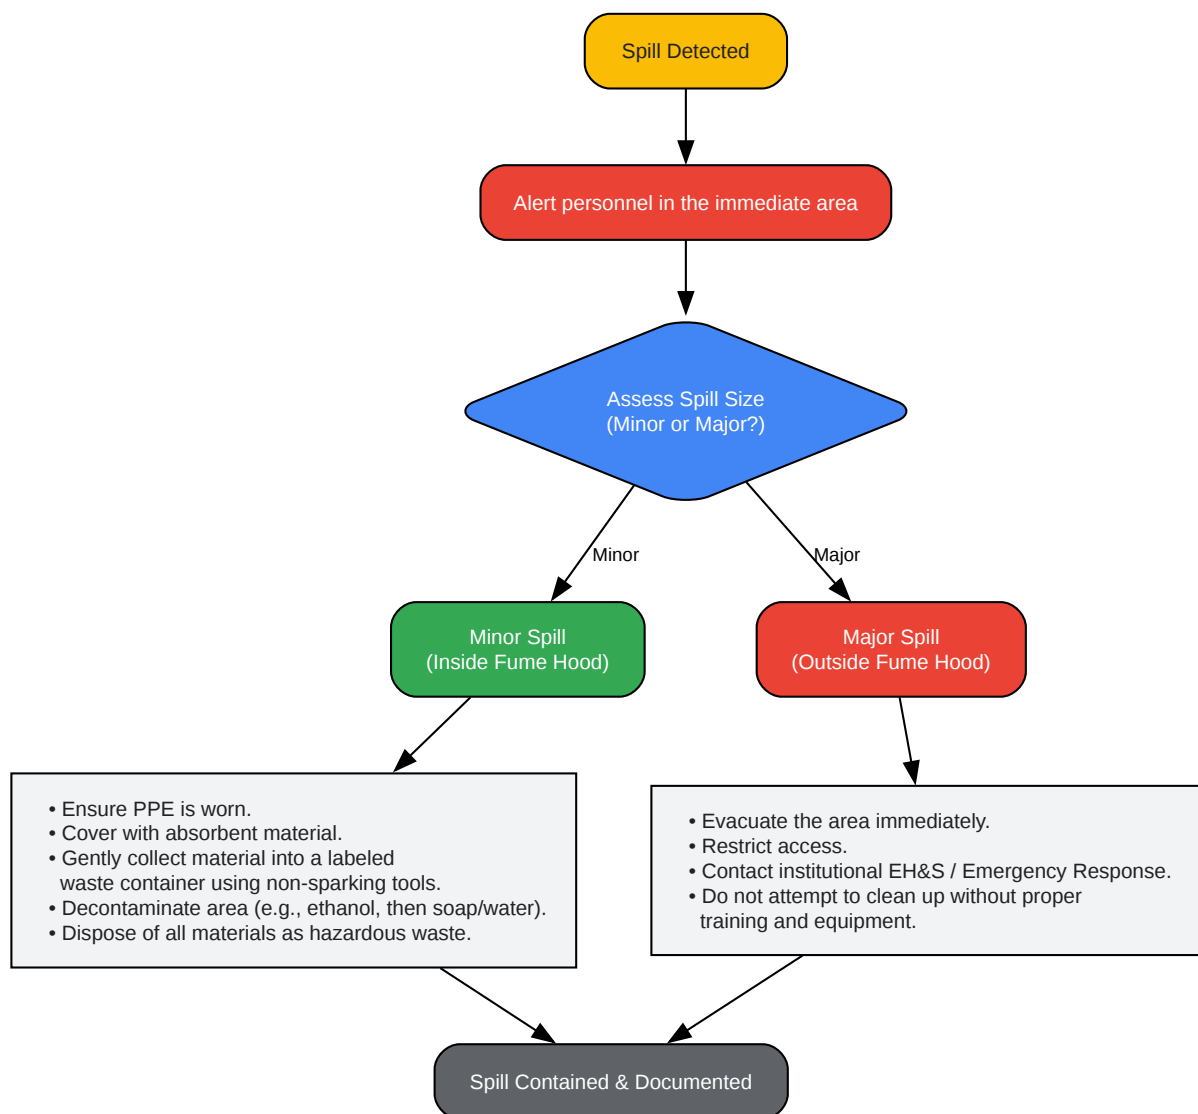 Spill Detected
Alert personnel in the immediate area
Assess Spill Size
(Minor or Major?)
Minor
Major
Minor Spill
(Inside Fume Hood)
Major Spill
(Outside Fume Hood)
• Ensure PPE is worn.
• Cover with absorbent material.
• Gently collect material into a labeled
waste container using non-sparking tools.
• Decontaminate area (e.g., ethanol, then soap/water).
• Dispose of all materials as hazardous waste.
• Evacuate the area immediately.
• Restrict access.
• Contact institutional EH&S / Emergency Response.
• Do not attempt to clean up without proper
training and equipment.
Spill Contained & Documented